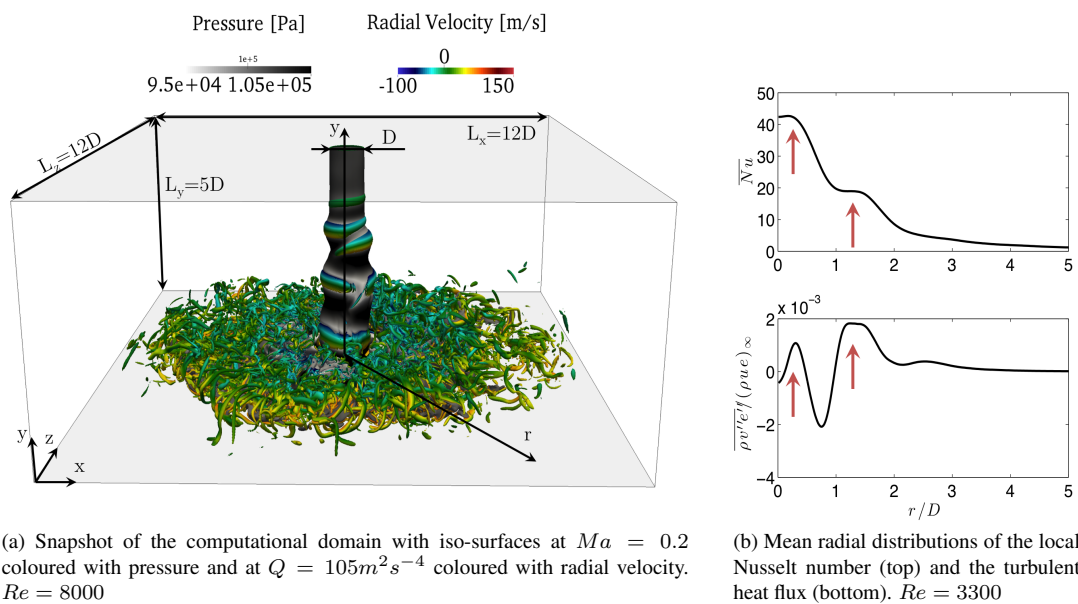 Pressure [Pa]
Radial Velocity [m/s]
1e+5
0
9.5e+04 1.05e+05
-100
150
y
D
L_x=12D
L_z=12D
L_y=5D
r
y
z
x
(a) Snapshot of the computational domain with iso-surfaces at Ma = 0.2
coloured with pressure and at Q = 105m²s⁻⁴ coloured with radial velocity.
Re = 8000
50
40
30
20
10
0
N̅u̅
0 1 2 3 4 5
x 10⁻³
2
0
−2
−4
\overline{ρv''e''}/(ρue)_∞
0 1 2 3 4 5
r/D
(b) Mean radial distributions of the local
Nusselt number (top) and the turbulent
heat flux (bottom). Re = 3300